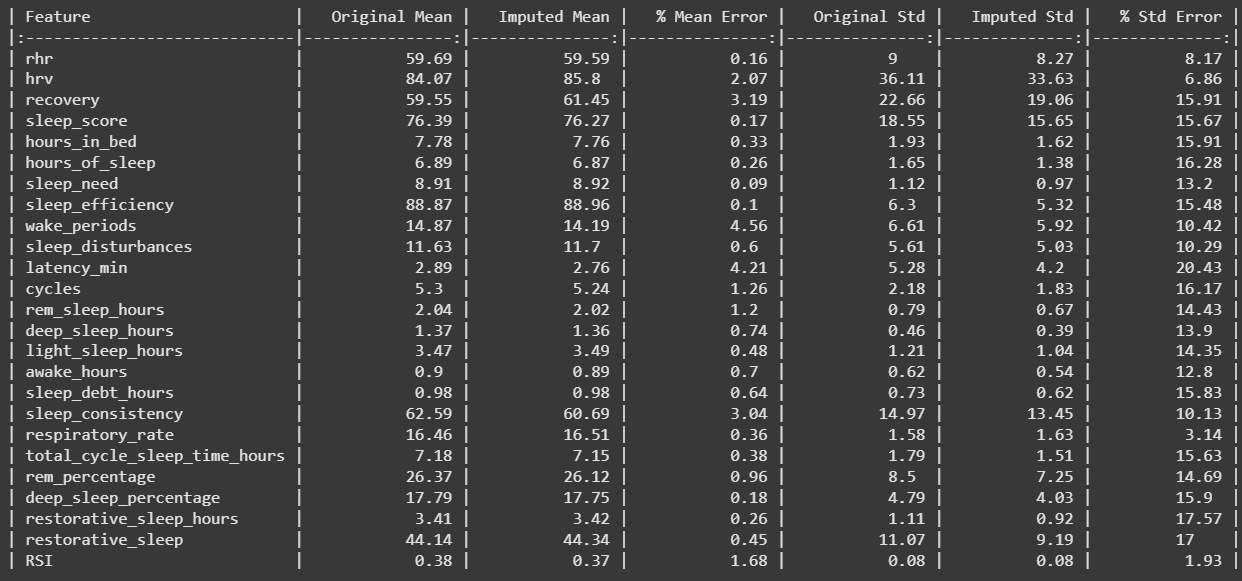 | Feature                     |   Original Mean |   Imputed Mean |   % Mean Error |   Original Std |   Imputed Std |   % Std Error |
|:----------------------------|----------------:|---------------:|---------------:|---------------:|--------------:|--------------:|
| rhr                         |           59.69 |          59.59 |           0.16 |           9    |          8.27 |          8.17 |
| hrv                         |           84.07 |          85.8  |           2.07 |          36.11 |         33.63 |          6.86 |
| recovery                    |           59.55 |          61.45 |           3.19 |          22.66 |         19.06 |         15.91 |
| sleep_score                 |           76.39 |          76.27 |           0.17 |          18.55 |         15.65 |         15.67 |
| hours_in_bed                |            7.78 |           7.76 |           0.33 |           1.93 |          1.62 |         15.91 |
| hours_of_sleep              |            6.89 |           6.87 |           0.26 |           1.65 |          1.38 |         16.28 |
| sleep_need                  |            8.91 |           8.92 |           0.09 |           1.12 |          0.97 |         13.2  |
| sleep_efficiency            |           88.87 |          88.96 |           0.1  |           6.3  |          5.32 |         15.48 |
| wake_periods                |           14.87 |          14.19 |           4.56 |           6.61 |          5.92 |         10.42 |
| sleep_disturbances          |           11.63 |          11.7  |           0.6  |           5.61 |          5.03 |         10.29 |
| latency_min                 |            2.89 |           2.76 |           4.21 |           5.28 |          4.2  |         20.43 |
| cycles                      |            5.3  |           5.24 |           1.26 |           2.18 |          1.83 |         16.17 |
| rem_sleep_hours             |            2.04 |           2.02 |           1.2  |           0.79 |          0.67 |         14.43 |
| deep_sleep_hours            |            1.37 |           1.36 |           0.74 |           0.46 |          0.39 |         13.9  |
| light_sleep_hours           |            3.47 |           3.49 |           0.48 |           1.21 |          1.04 |         14.35 |
| awake_hours                 |            0.9  |           0.89 |           0.7  |           0.62 |          0.54 |         12.8  |
| sleep_debt_hours            |            0.98 |           0.98 |           0.64 |           0.73 |          0.62 |         15.83 |
| sleep_consistency           |           62.59 |          60.69 |           3.04 |          14.97 |         13.45 |         10.13 |
| respiratory_rate            |           16.46 |          16.51 |           0.36 |           1.58 |          1.63 |          3.14 |
| total_cycle_sleep_time_hours |            7.18 |           7.15 |           0.38 |           1.79 |          1.51 |         15.63 |
| rem_percentage              |           26.37 |          26.12 |           0.96 |           8.5  |          7.25 |         14.69 |
| deep_sleep_percentage       |           17.79 |          17.75 |           0.18 |           4.79 |          4.03 |         15.9  |
| restorative_sleep_hours     |            3.41 |           3.42 |           0.26 |           1.11 |          0.92 |         17.57 |
| restorative_sleep           |           44.14 |          44.34 |           0.45 |          11.07 |          9.19 |         17    |
| RSI                         |            0.38 |           0.37 |           1.68 |           0.08 |          0.08 |          1.93 |